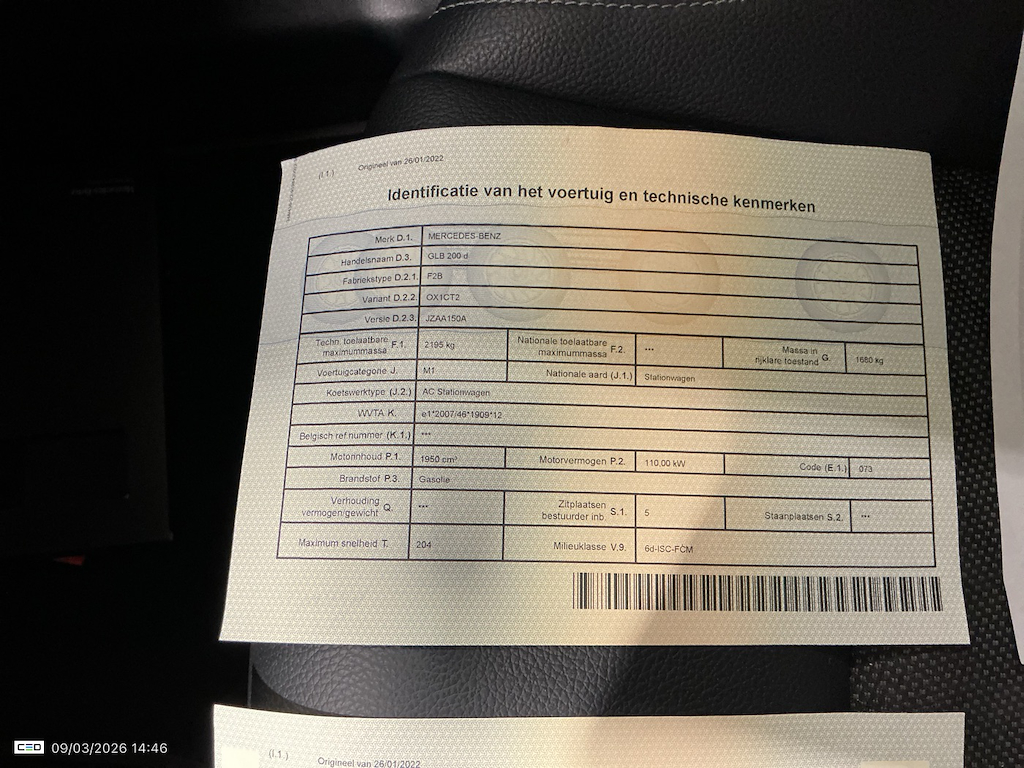 (I.1.) Origineel van 26/01/2022
Identificatie van het voertuig en technische kenmerken
Merk D.1. MERCEDES-BENZ
Handelsnaam D.3. GLB 200 d
Fabriekstype D.2.1. F2B
Variant D.2.2. OX1CT2
Versie D.2.3. JZAA150A
Techn. toelaatbare maximummassa F.1. 2195 kg Nationale toelaatbare maximummassa F.2. *** Massa in rijklare toestand G. 1680 kg
Voertuigcategorie J. M1 Nationale aard (J.1.) Stationwagen
Koetswerktype (J.2.) AC Stationwagen
WVTA K. e1*2007/46*1909*12
Belgisch ref.nummer (K.1.) ***
Motorinhoud P.1. 1950 cm³ Motorvermogen P.2. 110,00 kW Code (E.1.) 073
Brandstof P.3. Gasolie
Verhouding vermogen/gewicht Q. *** Zitplaatsen bestuurder inb. S.1. 5 Staanplaatsen S.2. ***
Maximum snelheid T. 204 Milieuklasse V.9. 6d-ISC-FCM
(I.1.) Origineel van 26/01/2022
CEO 09/03/2026 14:46